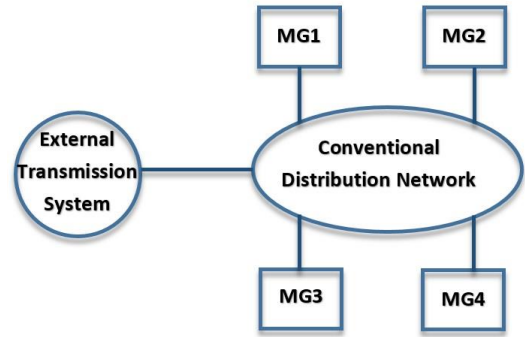 MG1
MG2
External
Transmission
System
Conventional
Distribution Network
MG3
MG4